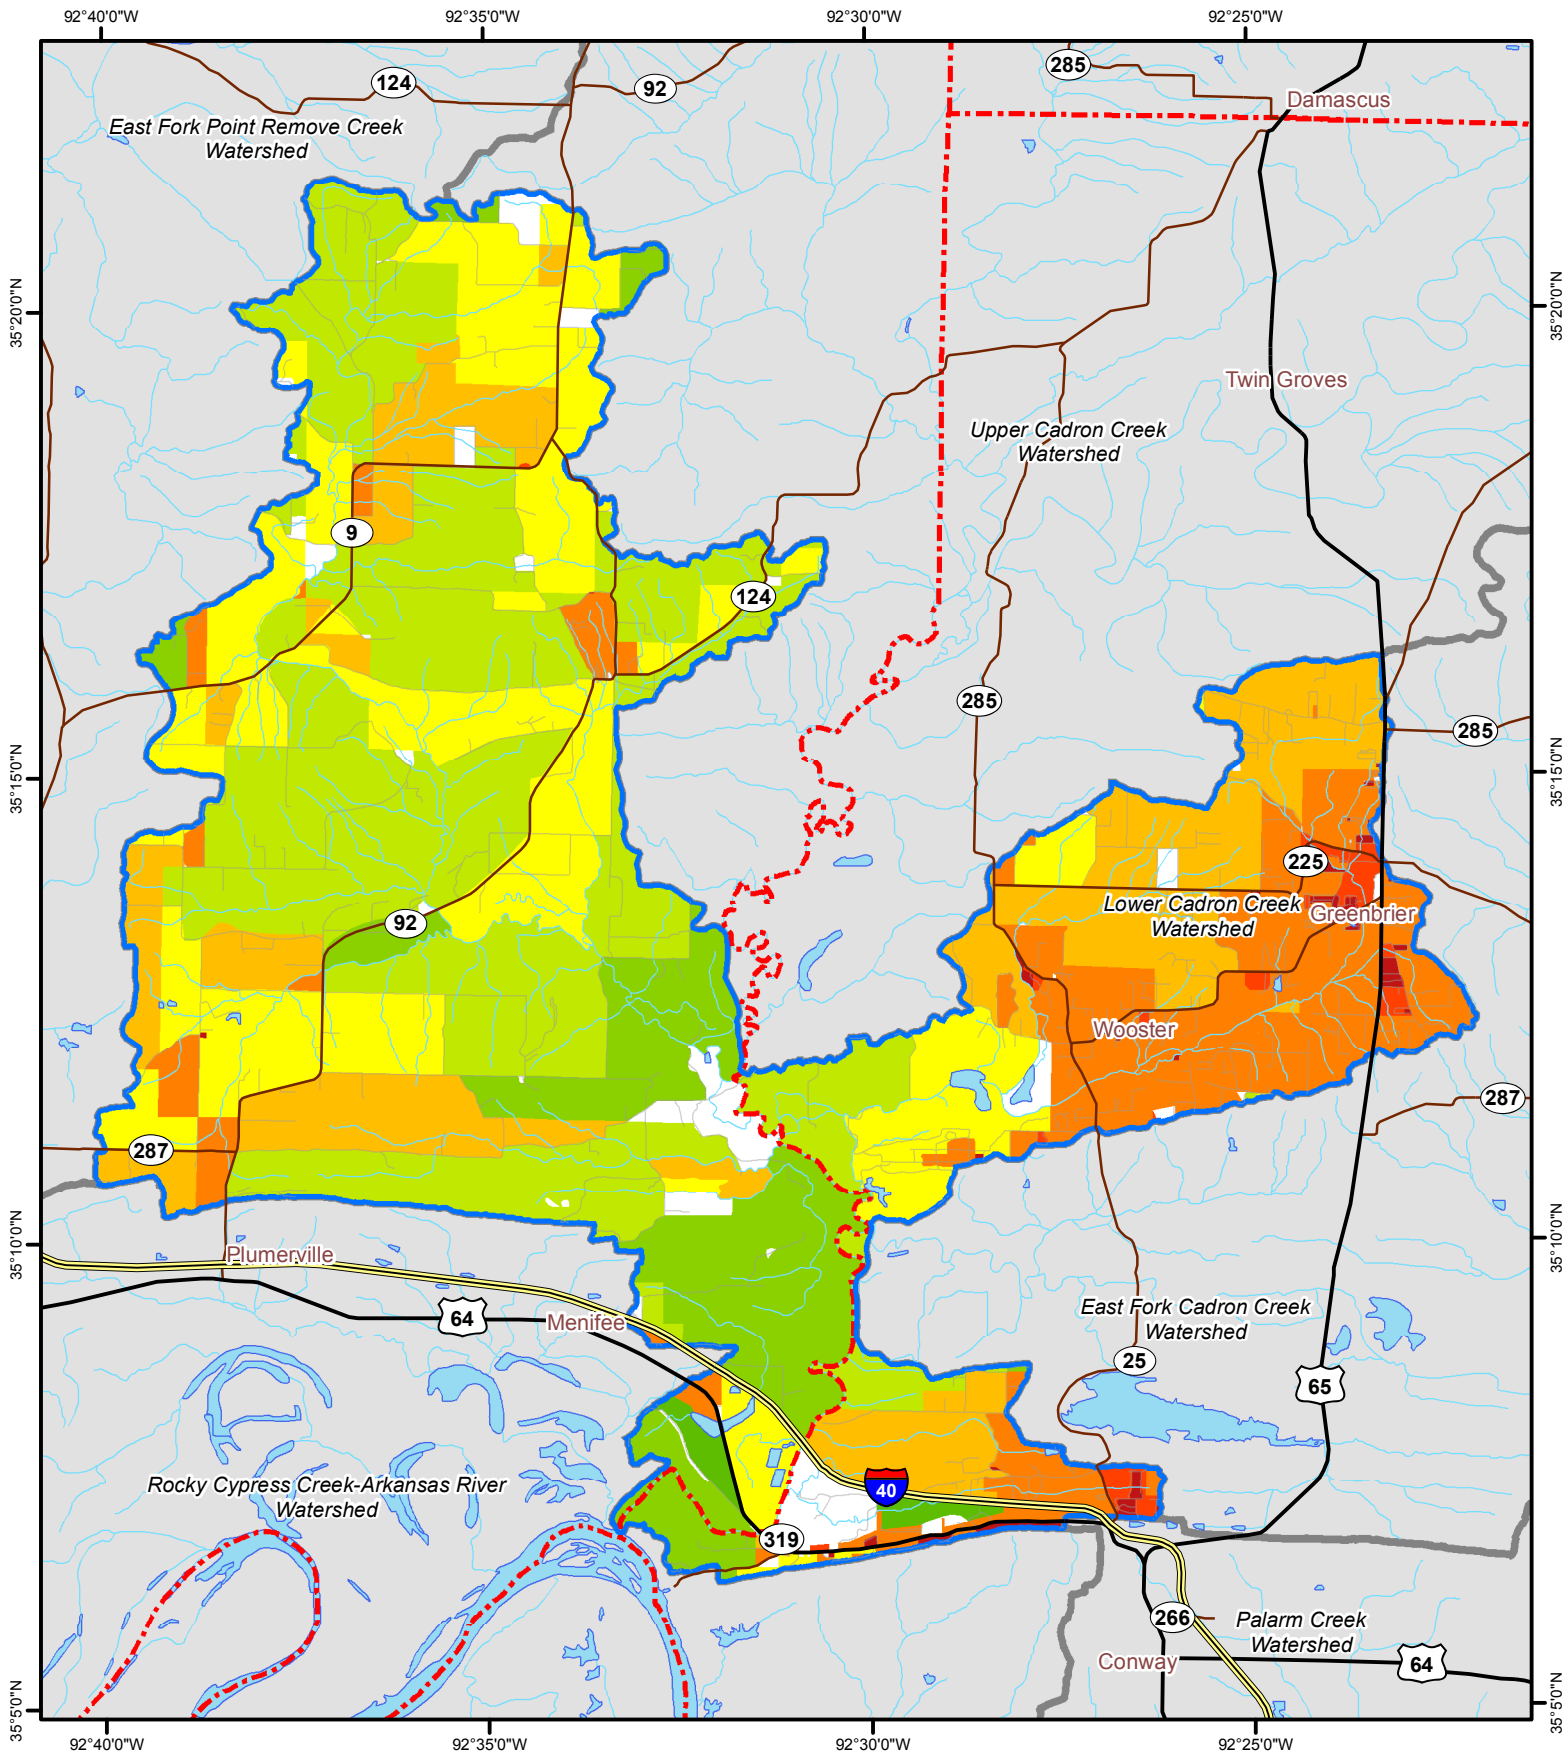 92°40'0"W
92°35'0"W
92°30'0"W
92°25'0"W
285
124
92
Damascus
East Fork Point Remove Creek
Watershed
35°20'0"N
35°20'0"N
Twin Groves
Upper Cadron Creek
Watershed
9
124
285
285
35°15'0"N
35°15'0"N
225
Lower Cadron Creek
Watershed
Greenbrier
92
Wooster
287
287
35°10'0"N
35°10'0"N
Plumerville
64
Menifee
East Fork Cadron Creek
Watershed
25
65
Rocky Cypress Creek-Arkansas River
Watershed
40
319
266
Palarm Creek
Watershed
Conway
64
35°5'0"N
35°5'0"N
92°40'0"W
92°35'0"W
92°30'0"W
92°25'0"W